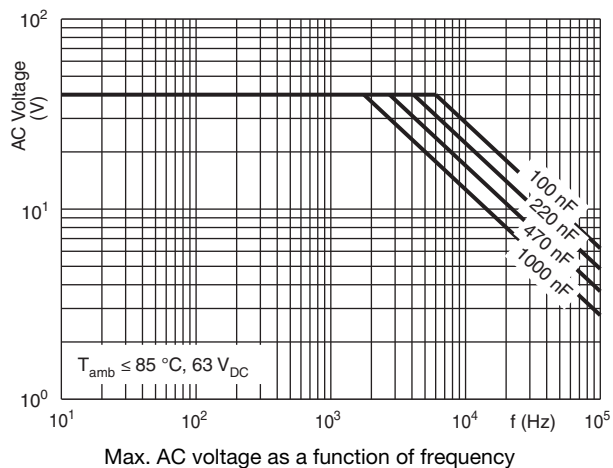 10²
AC Voltage
(V)
10¹
10⁰
100 nF
220 nF
470 nF
1000 nF
T_amb ≤ 85 °C, 63 V_DC
10¹ 10² 10³ 10⁴ f (Hz) 10⁵
Max. AC voltage as a function of frequency